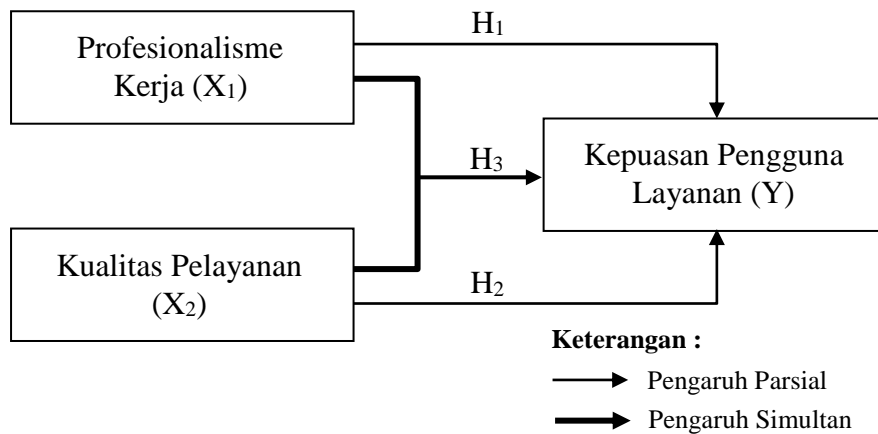 H₁
Profesionalisme
Kerja (X₁)
H₃
Kepuasan Pengguna
Layanan (Y)
Kualitas Pelayanan
(X₂)
H₂
Keterangan :
Pengaruh Parsial
Pengaruh Simultan